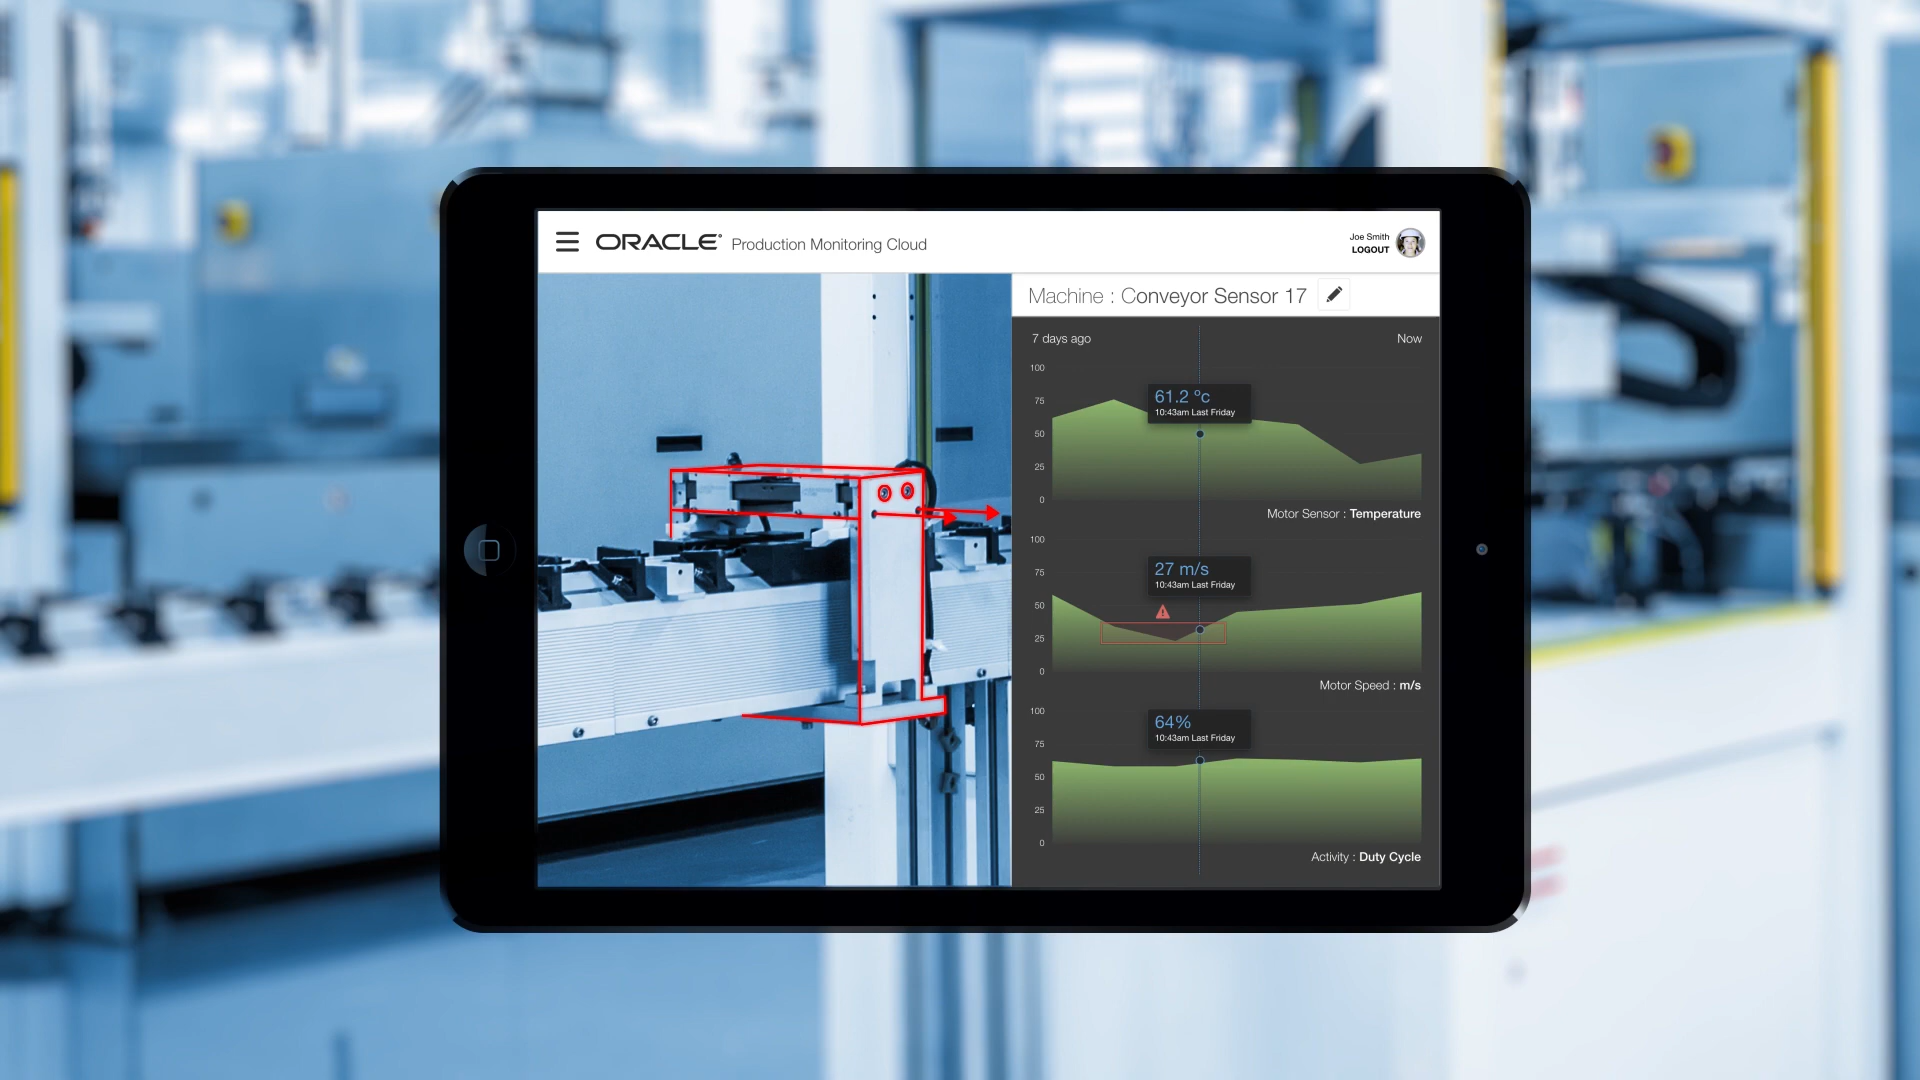 ORACLE® Production Monitoring Cloud
Joe Smith
LOGOUT
Machine : Conveyor Sensor 17
7 days ago
Now
100
75
50
25
0
61.2 ºc
10:43am Last Friday
Motor Sensor : Temperature
100
75
50
25
0
27 m/s
10:43am Last Friday
Motor Speed : m/s
100
75
50
25
0
64%
10:43am Last Friday
Activity : Duty Cycle